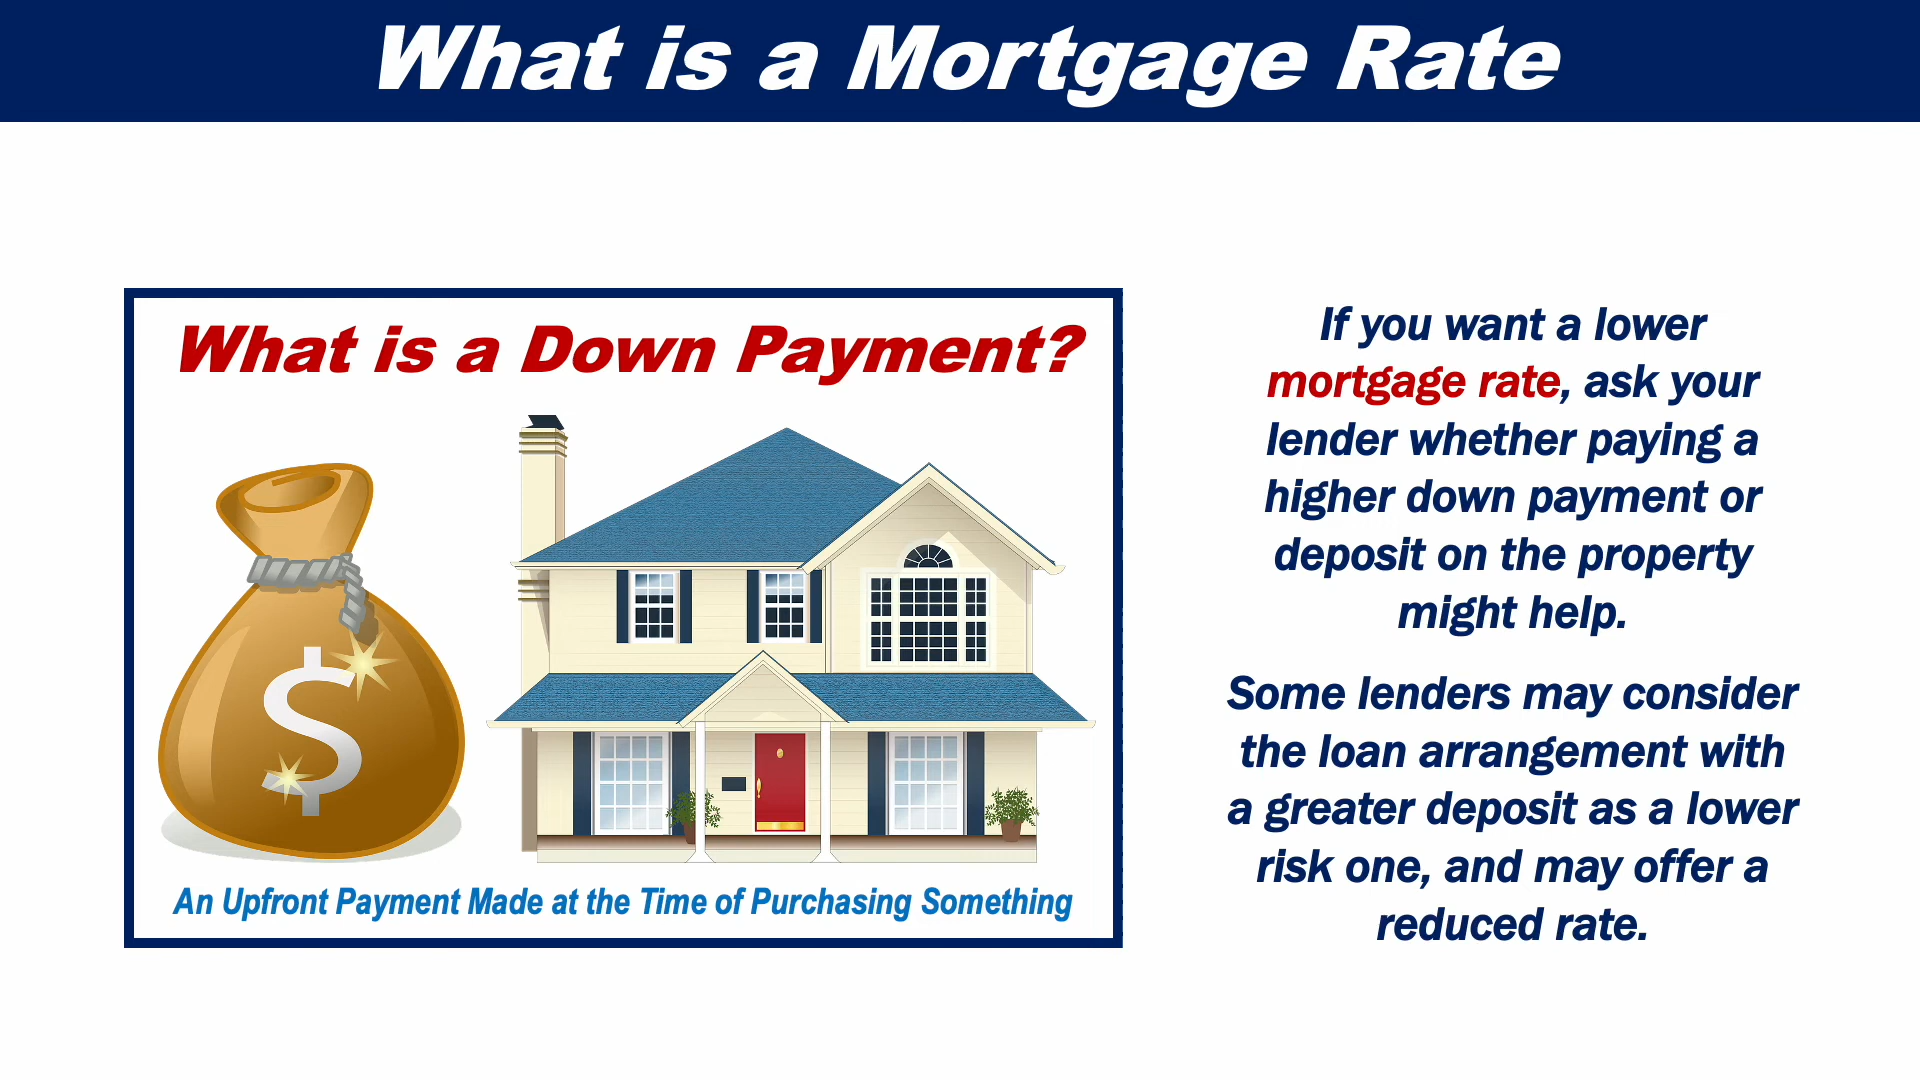 What is a Mortgage Rate
What is a Down Payment?
$
An Upfront Payment Made at the Time of Purchasing Something
If you want a lower
mortgage rate, ask your
lender whether paying a
higher down payment or
deposit on the property
might help.
Some lenders may consider
the loan arrangement with
a greater deposit as a lower
risk one, and may offer a
reduced rate.